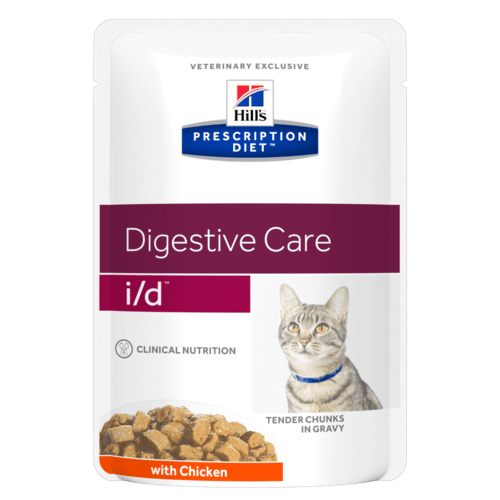 VETERINARY EXCLUSIVE
Hill's
PRESCRIPTION
DIET™
Digestive Care
i/d™
CLINICAL NUTRITION
TENDER CHUNKS
IN GRAVY
with Chicken